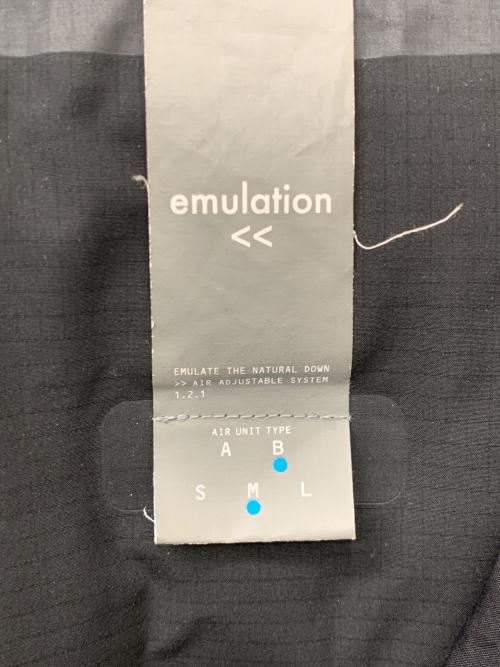 emulation
<<
EMULATE THE NATURAL DOWN
>> AIR ADJUSTABLE SYSTEM
1.2.1
AIR UNIT TYPE
A B
S M L